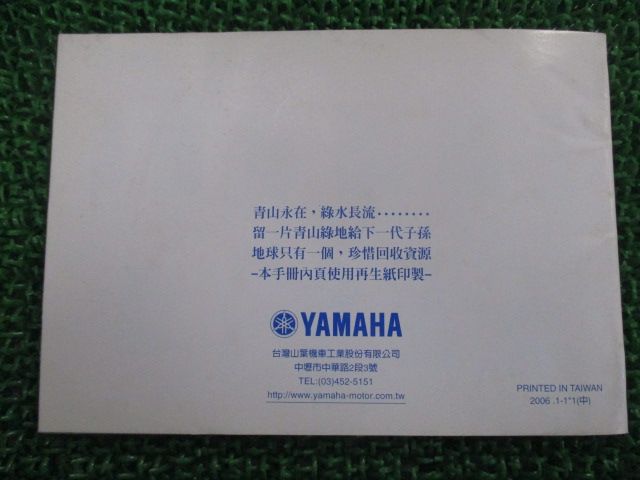 青山永在，綠水長流........
留一片青山綠地給下一代子孫
地球只有一個，珍惜回收資源
–本手冊內頁使用再生紙印製–
YAMAHA
台灣山葉機車工業股份有限公司
中壢市中華路2段3號
TEL:(03)452-5151
http://www.yamaha-motor.com.tw
PRINTED IN TAIWAN
2006 .1-1*1(中)